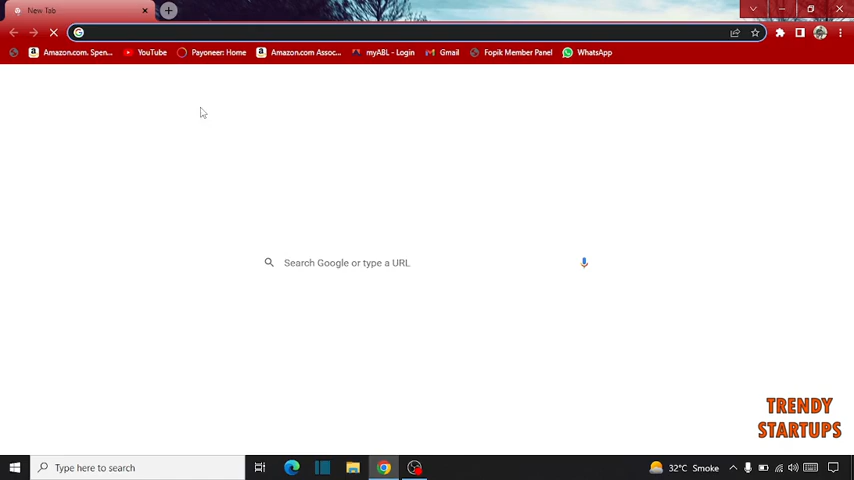 New Tab
Amazon.com. Spen...
YouTube
Payoneer: Home
Amazon.com Assoc...
myABL - Login
Gmail
Fopik Member Panel
WhatsApp
Search Google or type a URL
TRENDY
STARTUPS
Type here to search
32°C Smoke